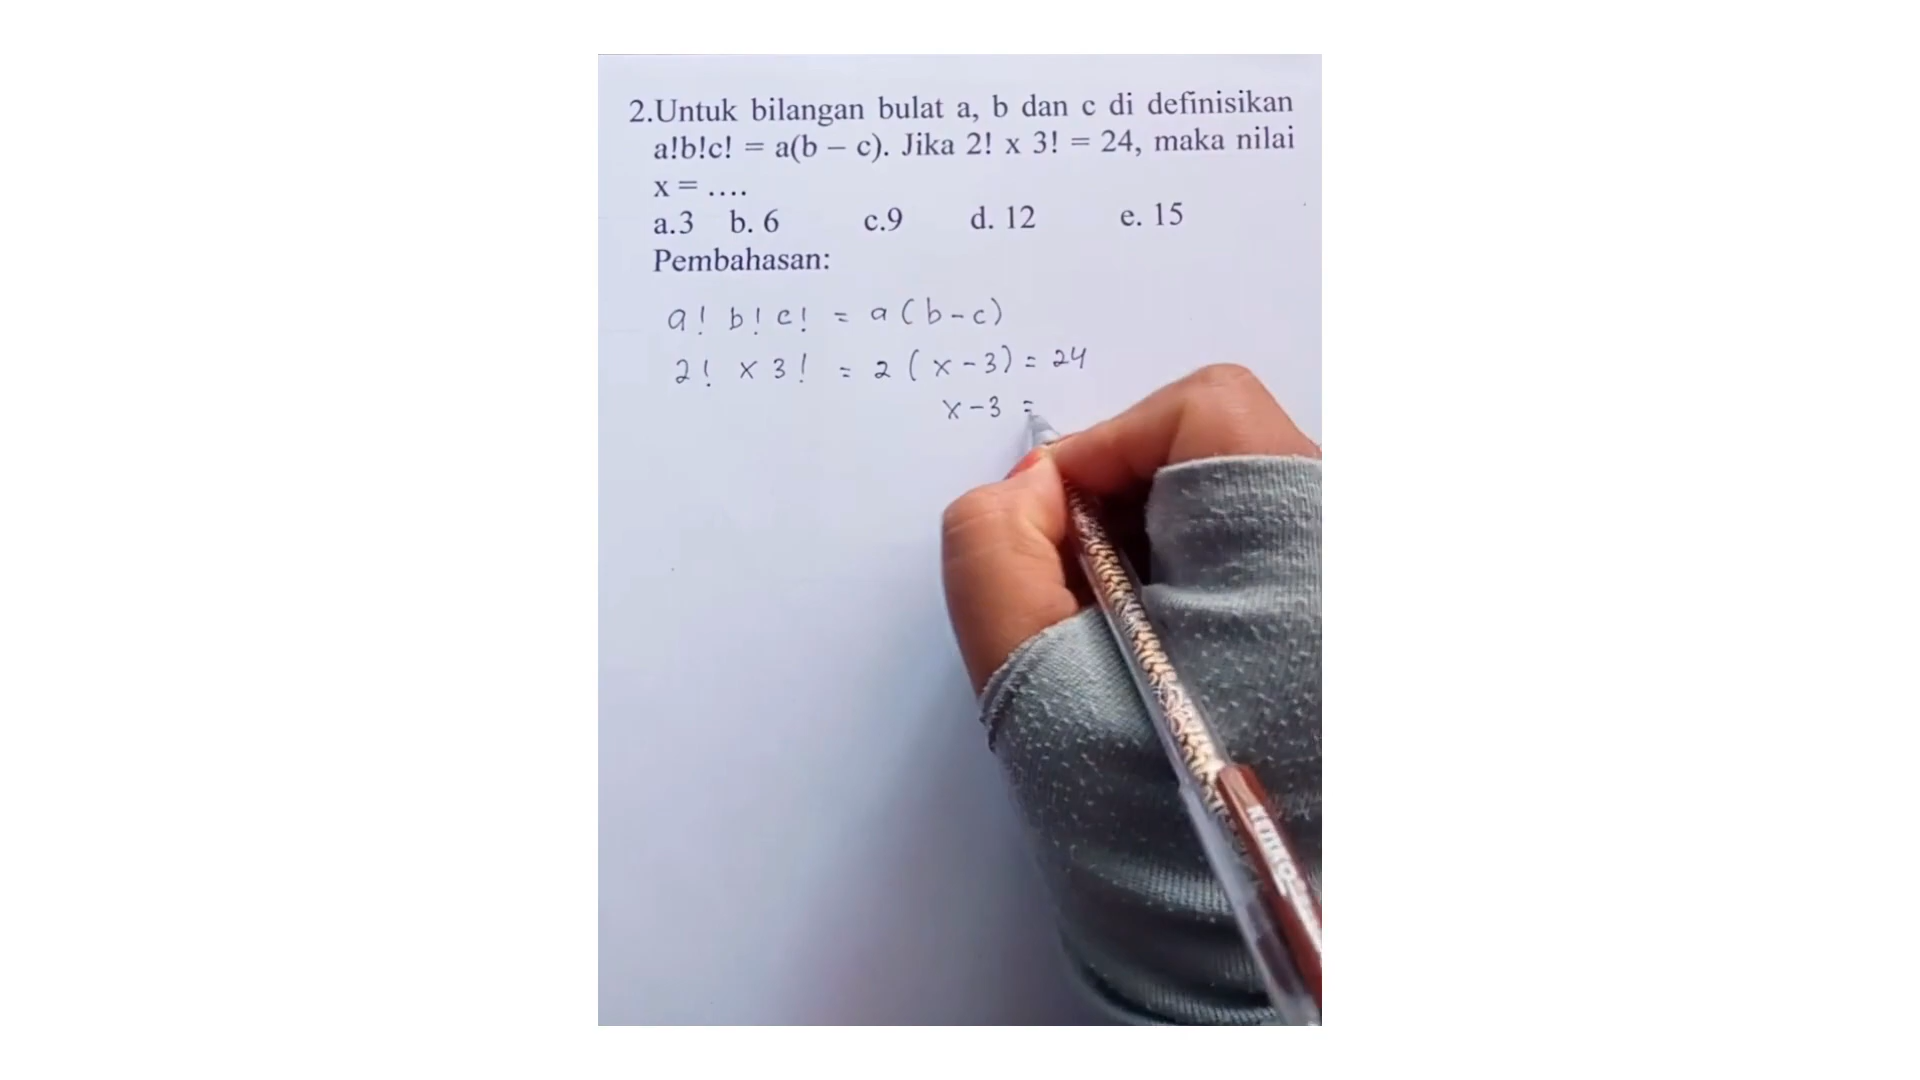 2.Untuk bilangan bulat a, b dan c di definisikan
a!b!c! = a(b – c). Jika 2! x 3! = 24, maka nilai
x = ....
a.3 b. 6 c.9 d. 12 e. 15
Pembahasan:
a! b! c! = a (b - c)
2! x 3! = 2 (x - 3) = 24
x - 3 =